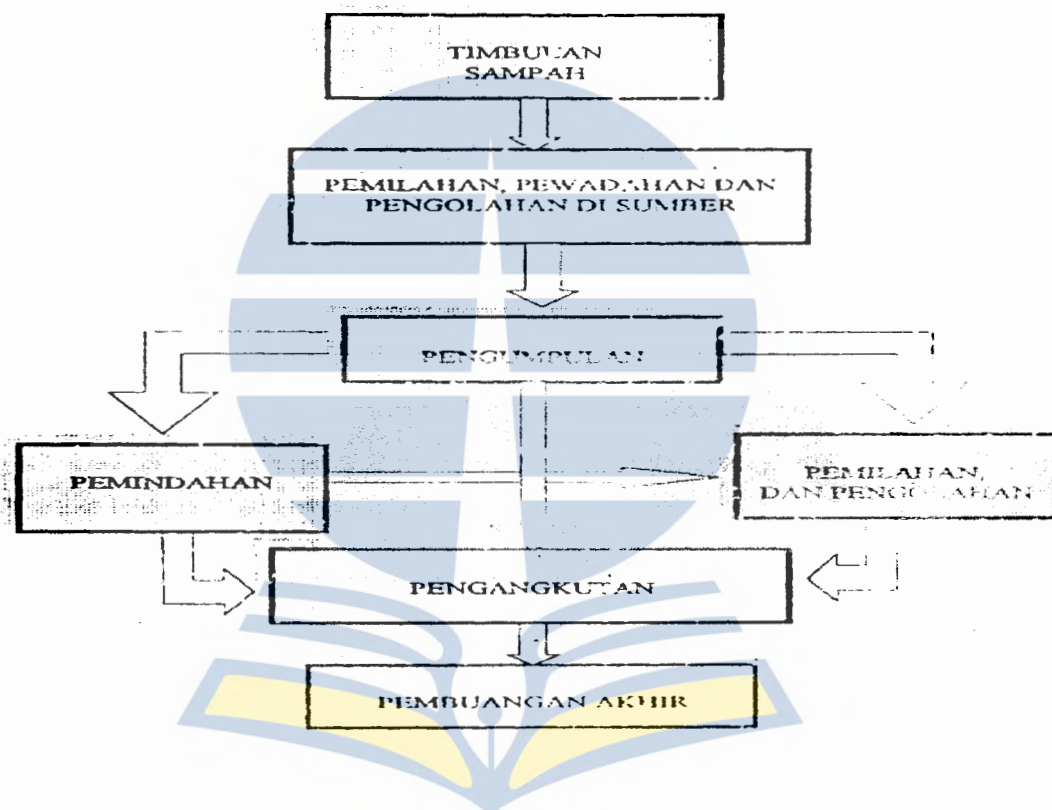 TIMBULAN
SAMPAH
PEMILAHAN, PEWADAHAN DAN
PENGOLAHAN DI SUMBER
PENGUMPULAN
PEMINDAHAN
PEMILAHAN,
DAN PENGOLAHAN
PENGANGKUTAN
PEMBUANGAN AKHIR